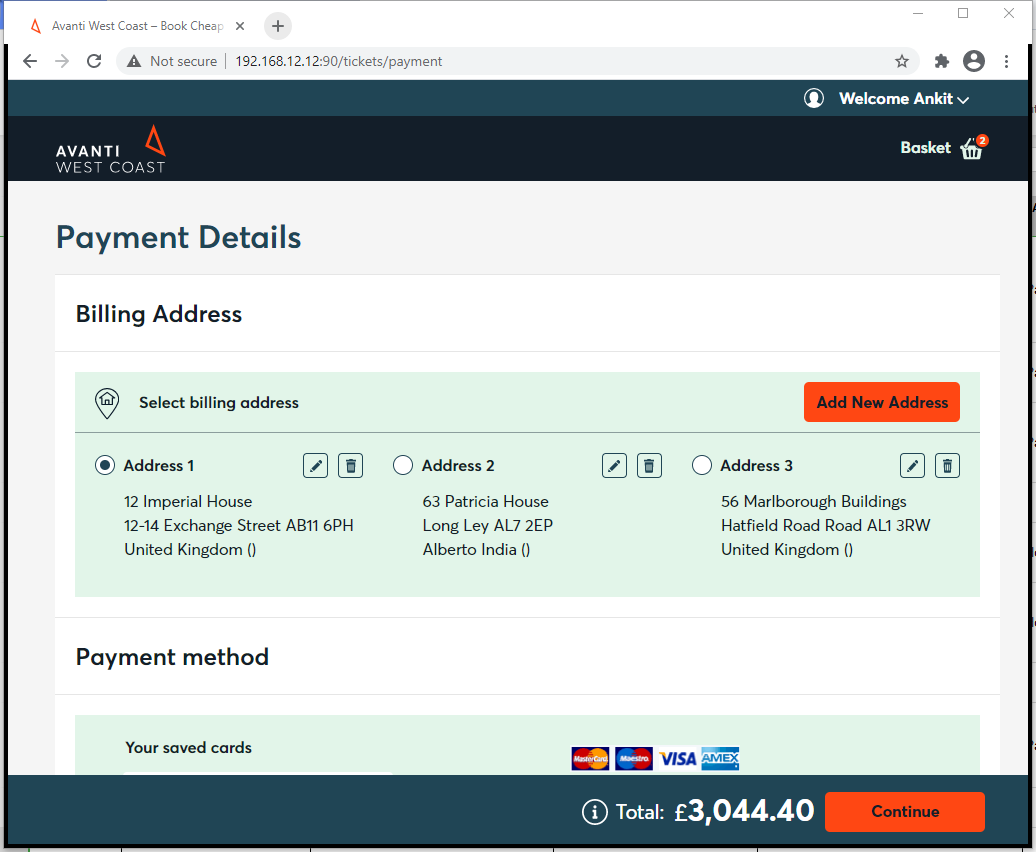 Avanti West Coast – Book Cheap
Not secure
192.168.12.12:90/tickets/payment
Welcome Ankit
AVANTI
WEST COAST
Basket
2
Payment Details
Billing Address
Select billing address
Add New Address
Address 1
12 Imperial House
12-14 Exchange Street AB11 6PH
United Kingdom ()
Address 2
63 Patricia House
Long Ley AL7 2EP
Alberto India ()
Address 3
56 Marlborough Buildings
Hatfield Road Road AL1 3RW
United Kingdom ()
Payment method
Your saved cards
MasterCard
Maestro
VISA
AMEX
Total: £3,044.40
Continue